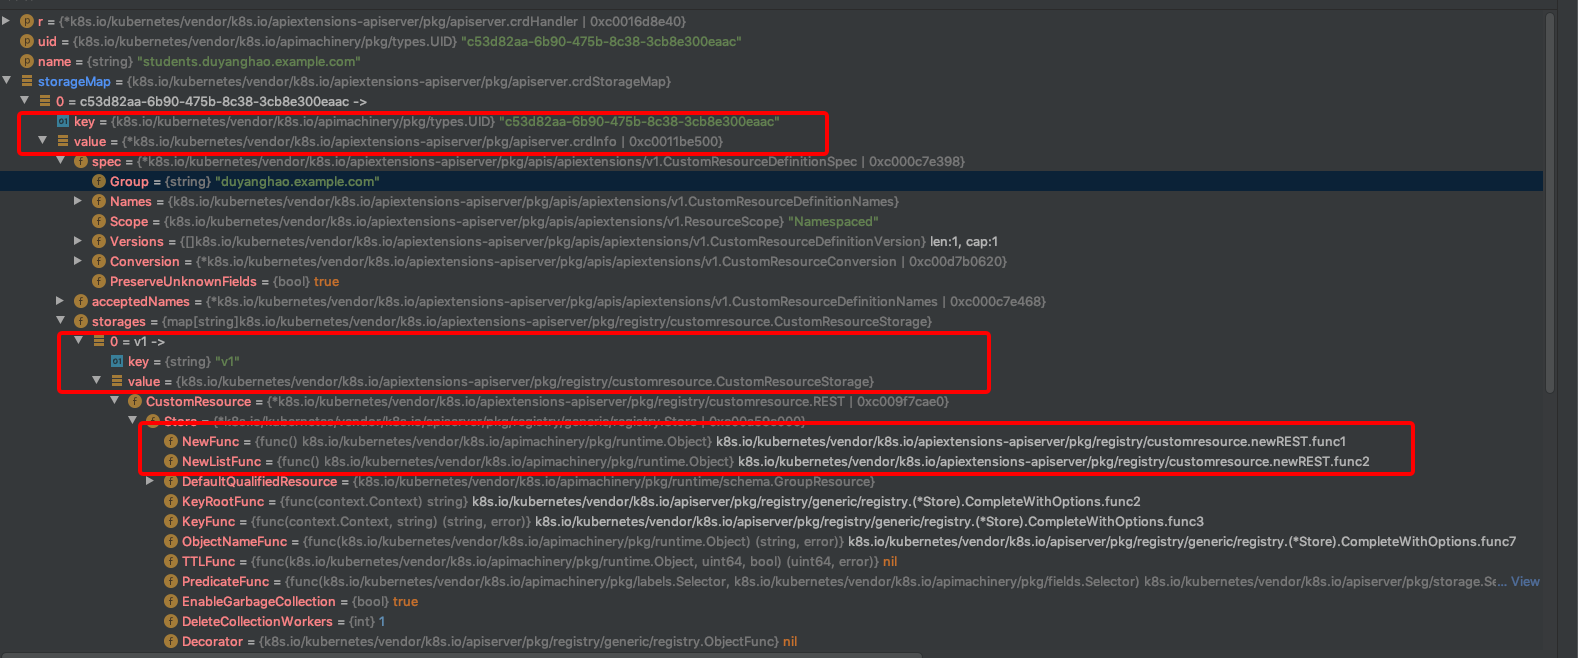 r = {*k8s.io/kubernetes/vendor/k8s.io/apiextensions-apiserver/pkg/apiserver.crdHandler | 0xc0016d8e40}
uid = {k8s.io/kubernetes/vendor/k8s.io/apimachinery/pkg/types.UID} "c53d82aa-6b90-475b-8c38-3cb8e300eaac"
name = {string} "students.duyanghao.example.com"
storageMap = {k8s.io/kubernetes/vendor/k8s.io/apiextensions-apiserver/pkg/apiserver.crdStorageMap}
0 = c53d82aa-6b90-475b-8c38-3cb8e300eaac ->
key = {k8s.io/kubernetes/vendor/k8s.io/apimachinery/pkg/types.UID} "c53d82aa-6b90-475b-8c38-3cb8e300eaac"
value = {*k8s.io/kubernetes/vendor/k8s.io/apiextensions-apiserver/pkg/apiserver.crdInfo | 0xc0011be500}
spec = {*k8s.io/kubernetes/vendor/k8s.io/apiextensions-apiserver/pkg/apis/apiextensions/v1.CustomResourceDefinitionSpec | 0xc000c7e398}
Group = {string} "duyanghao.example.com"
Names = {k8s.io/kubernetes/vendor/k8s.io/apiextensions-apiserver/pkg/apis/apiextensions/v1.CustomResourceDefinitionNames}
Scope = {k8s.io/kubernetes/vendor/k8s.io/apiextensions-apiserver/pkg/apis/apiextensions/v1.ResourceScope} "Namespaced"
Versions = {[]k8s.io/kubernetes/vendor/k8s.io/apiextensions-apiserver/pkg/apis/apiextensions/v1.CustomResourceDefinitionVersion} len:1, cap:1
Conversion = {*k8s.io/kubernetes/vendor/k8s.io/apiextensions-apiserver/pkg/apis/apiextensions/v1.CustomResourceConversion | 0xc00d7b0620}
PreserveUnknownFields = {bool} true
acceptedNames = {*k8s.io/kubernetes/vendor/k8s.io/apiextensions-apiserver/pkg/apis/apiextensions/v1.CustomResourceDefinitionNames | 0xc000c7e468}
storages = {map[string]k8s.io/kubernetes/vendor/k8s.io/apiextensions-apiserver/pkg/registry/customresource.CustomResourceStorage}
0 = v1 ->
key = {string} "v1"
value = {k8s.io/kubernetes/vendor/k8s.io/apiextensions-apiserver/pkg/registry/customresource.CustomResourceStorage}
CustomResource = {*k8s.io/kubernetes/vendor/k8s.io/apiextensions-apiserver/pkg/registry/customresource.REST | 0xc009f7cae0}
Store = {*k8s.io/kubernetes/vendor/k8s.io/apiserver/pkg/registry/generic/registry.Store |
NewFunc = {func() k8s.io/kubernetes/vendor/k8s.io/apimachinery/pkg/runtime.Object} k8s.io/kubernetes/vendor/k8s.io/apiextensions-apiserver/pkg/registry/customresource.newREST.func1
NewListFunc = {func() k8s.io/kubernetes/vendor/k8s.io/apimachinery/pkg/runtime.Object} k8s.io/kubernetes/vendor/k8s.io/apiextensions-apiserver/pkg/registry/customresource.newREST.func2
DefaultQualifiedResource = {k8s.io/kubernetes/vendor/k8s.io/apimachinery/pkg/runtime/schema.GroupResource}
KeyRootFunc = {func(context.Context) string} k8s.io/kubernetes/vendor/k8s.io/apiserver/pkg/registry/generic/registry.(*Store).CompleteWithOptions.func2
KeyFunc = {func(context.Context, string) (string, error)} k8s.io/kubernetes/vendor/k8s.io/apiserver/pkg/registry/generic/registry.(*Store).CompleteWithOptions.func3
ObjectNameFunc = {func(k8s.io/kubernetes/vendor/k8s.io/apimachinery/pkg/runtime.Object) (string, error)} k8s.io/kubernetes/vendor/k8s.io/apiserver/pkg/registry/generic/registry.(*Store).CompleteWithOptions.func7
TTLFunc = {func(k8s.io/kubernetes/vendor/k8s.io/apimachinery/pkg/runtime.Object, uint64, bool) (uint64, error)} nil
PredicateFunc = {func(k8s.io/kubernetes/vendor/k8s.io/apimachinery/pkg/labels.Selector, k8s.io/kubernetes/vendor/k8s.io/apimachinery/pkg/fields.Selector) k8s.io/kubernetes/vendor/k8s.io/apiserver/pkg/storage.Se... View
EnableGarbageCollection = {bool} true
DeleteCollectionWorkers = {int} 1
Decorator = {k8s.io/kubernetes/vendor/k8s.io/apiserver/pkg/registry/generic/registry.ObjectFunc} nil